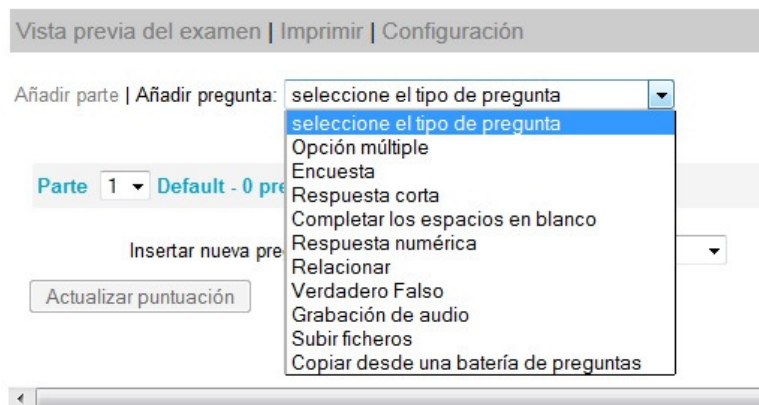 Vista previa del examen | Imprimir | Configuración
Añadir parte | Añadir pregunta: seleccione el tipo de pregunta
seleccione el tipo de pregunta
Opción múltiple
Encuesta
Respuesta corta
Completar los espacios en blanco
Respuesta numérica
Relacionar
Verdadero Falso
Grabación de audio
Subir ficheros
Copiar desde una batería de preguntas
Parte 1 Default - 0
Insertar nueva
Actualizar puntuación